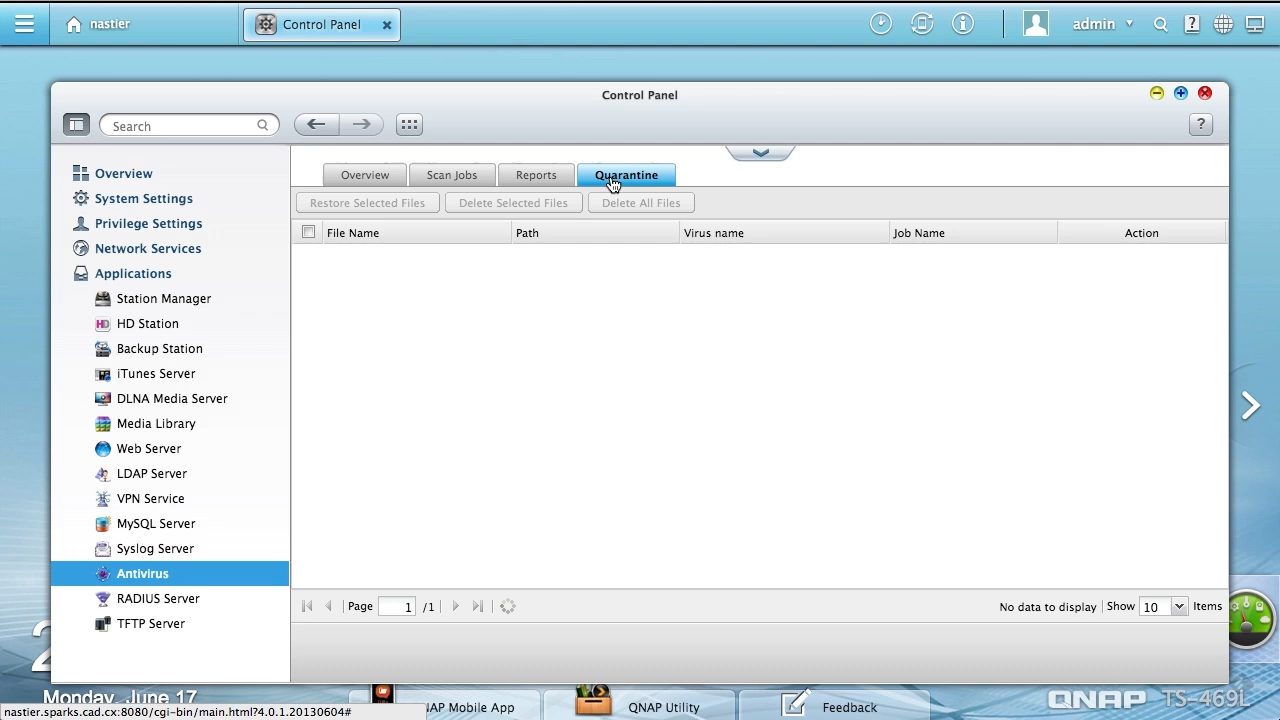 nastier
Control Panel
admin
Control Panel
Search
Overview
System Settings
Privilege Settings
Network Services
Applications
Station Manager
HD Station
Backup Station
iTunes Server
DLNA Media Server
Media Library
Web Server
LDAP Server
VPN Service
MySQL Server
Syslog Server
Antivirus
RADIUS Server
TFTP Server
Overview Scan Jobs Reports Quarantine
Restore Selected Files Delete Selected Files Delete All Files
File Name Path Virus name Job Name Action
Page 1 /1 No data to display Show 10 Items
Monday, June 17
NAP Mobile App QNAP Utility Feedback QNAP TS-469L
nastier.sparks.cad.cx:8080/cgi-bin/main.html?4.0.1.20130604#